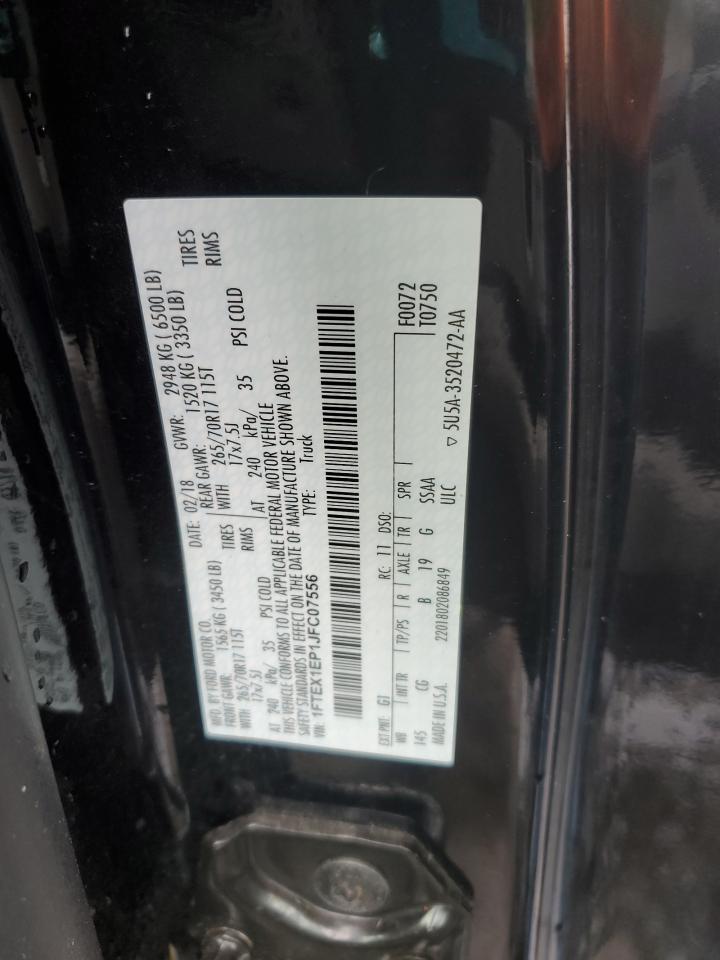 MFD. BY FORD MOTOR CO.
DATE: 02/18 GVWR: 2948 KG ( 6500 LB)
FRONT GAWR: 1565 KG ( 3450 LB) REAR GAWR: 1520 KG ( 3350 LB)
WITH 265/70R17 115T TIRES WITH 265/70R17 115T TIRES
17x7.5J RIMS 17x7.5J RIMS
AT 240 kPa/ 35 PSI COLD AT 240 kPa/ 35 PSI COLD
THIS VEHICLE CONFORMS TO ALL APPLICABLE FEDERAL MOTOR VEHICLE
SAFETY STANDARDS IN EFFECT ON THE DATE OF MANUFACTURE SHOWN ABOVE.
VIN: 1FTEX1EP1JFC07556 TYPE: Truck
EXT PNT: G1 RC: 11 DSO: F0072
WB INT TR TP/PS R AXLE TR SPR T0750
145 CG B 19 G SSAA
MADE IN U.S.A. 2201802086849 ULC ▽ 5U5A-3520472-AA